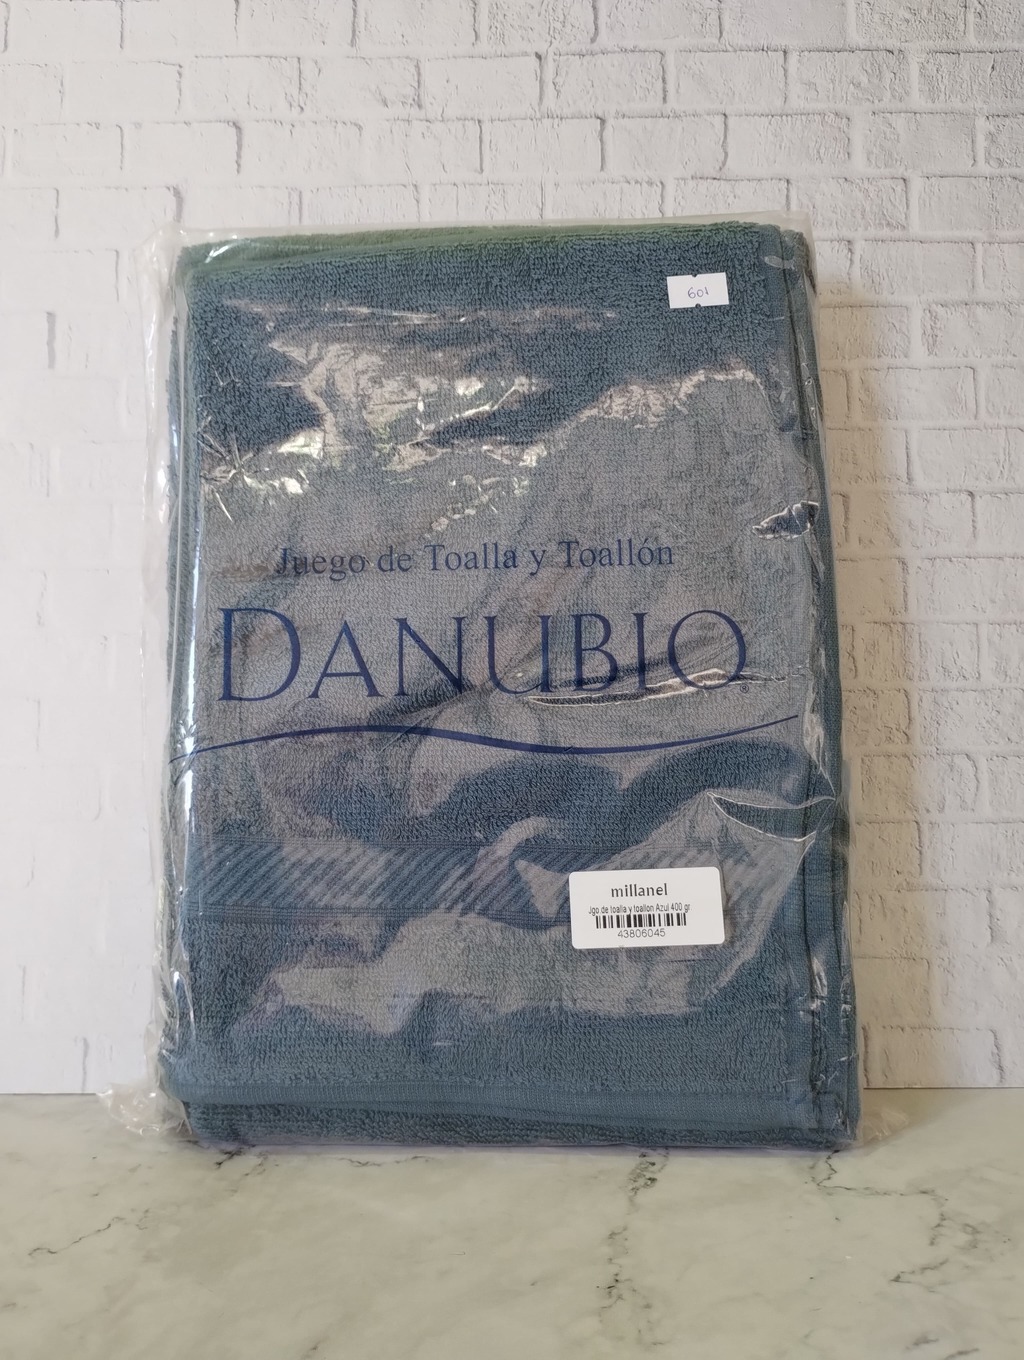 601
Juego de Toalla y Toallón
DANUBIO
®
millanel
Jgo de toalla y toallon Azul 400 gr
43806045